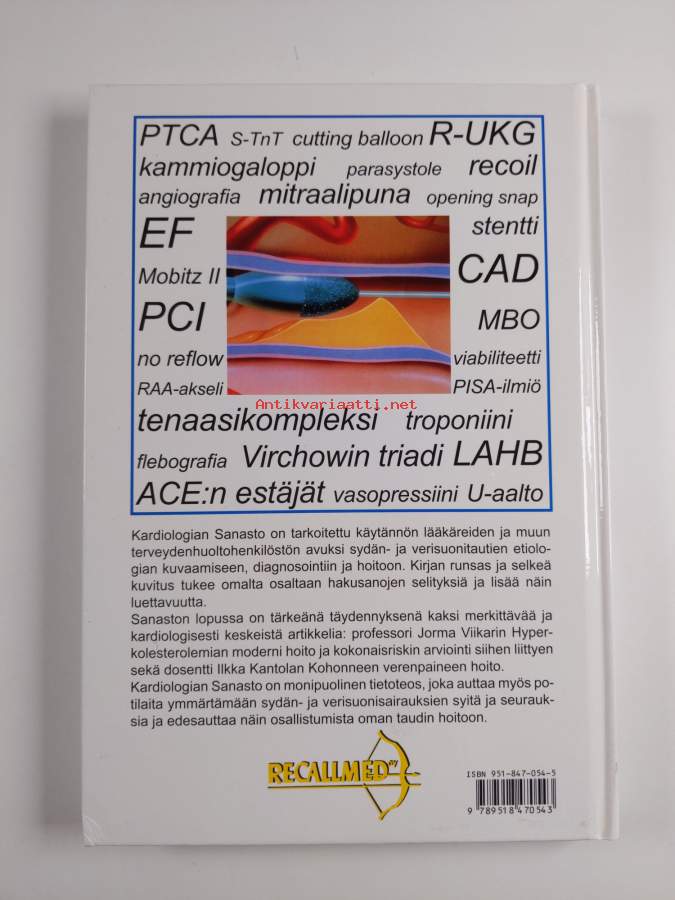 PTCA S-TnT cutting balloon R-UKG
kammiogaloppi parasystole recoil
angiografia mitraalipuna opening snap
EF stentti
Mobitz II CAD
PCI MBO
no reflow viabiliteetti
RAA-akseli PISA-ilmiö
Antikvariaatti.net
tenaasikompleksi troponiini
flebografia Virchowin triadi LAHB
ACE:n estäjät vasopressiini U-aalto
Kardiologian Sanasto on tarkoitettu käytännön lääkäreiden ja muun
terveydenhuoltohenkilöstön avuksi sydän- ja verisuonitautien etiolo-
gian kuvaamiseen, diagnosointiin ja hoitoon. Kirjan runsas ja selkeä
kuvitus tukee omalta osaltaan hakusanojen selityksiä ja lisää näin
luettavuutta.
Sanaston lopussa on tärkeänä täydennyksenä kaksi merkittävää ja
kardiologisesti keskeistä artikkelia: professori Jorma Viikarin Hyper-
kolesterolemian moderni hoito ja kokonaisriskin arviointi siihen liittyen
sekä dosentti Ilkka Kantolan Kohonneen verenpaineen hoito.
Kardiologian Sanasto on monipuolinen tietoteos, joka auttaa myös po-
tilaita ymmärtämään sydän- ja verisuonisairauksien syitä ja seurauk-
sia ja edesauttaa näin osallistumista oman taudin hoitoon.
RECALLMED oy
ISBN 951-847-054-5
9 789518 470543